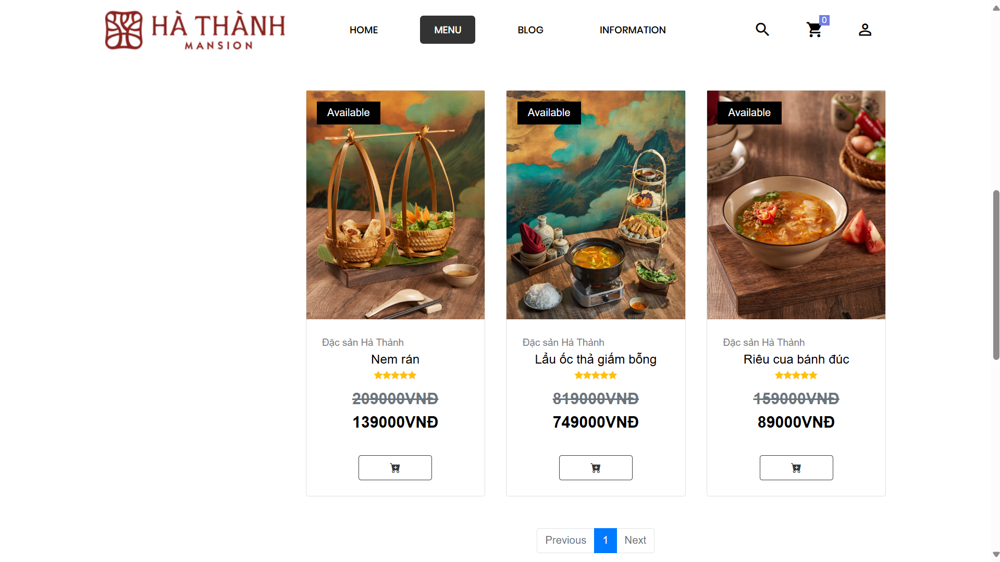 HÀ THÀNH
MANSION
HOME
MENU
BLOG
INFORMATION
0
Available
Available
Available
Đặc sản Hà Thành
Nem rán
209000VNĐ
139000VNĐ
Đặc sản Hà Thành
Lẩu ốc thả giấm bỗng
819000VNĐ
749000VNĐ
Đặc sản Hà Thành
Riêu cua bánh đúc
159000VNĐ
89000VNĐ
Previous
1
Next